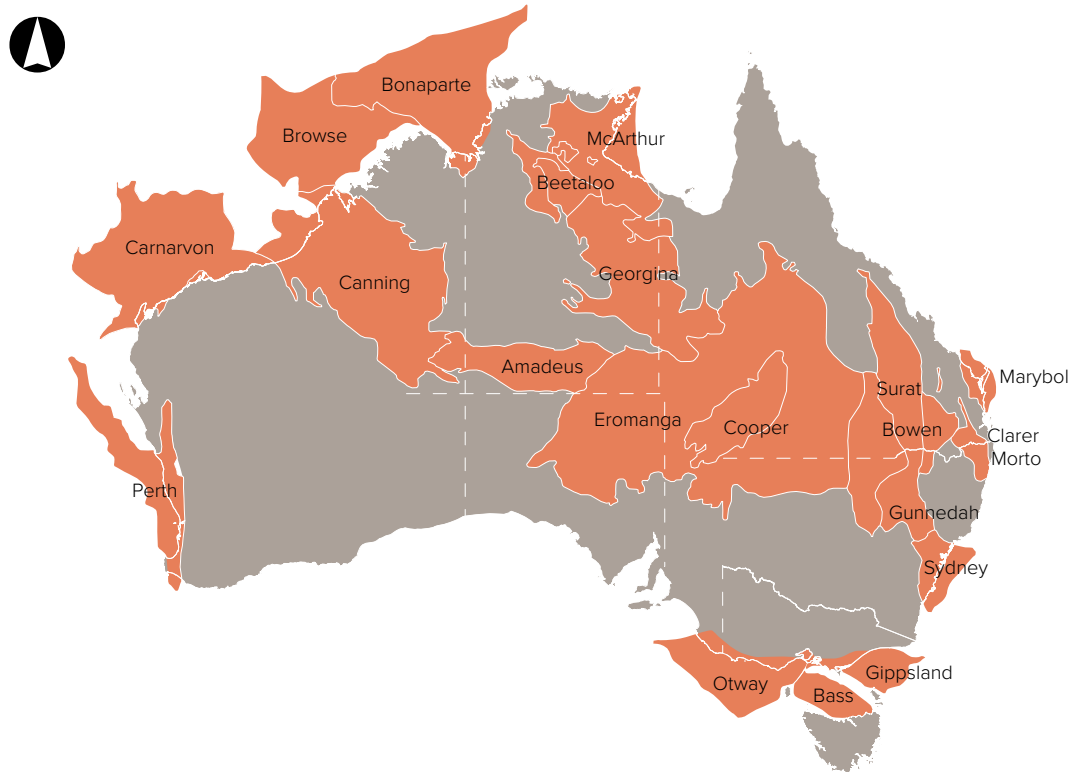 Bonaparte
Browse
McArthur
Beetaloo
Carnarvon
Georgina
Canning
Amadeus
Marybol
Surat
Eromanga
Cooper
Bowen
Clarer
Morto
Perth
Gunnedah
Sydney
Gippsland
Otway
Bass